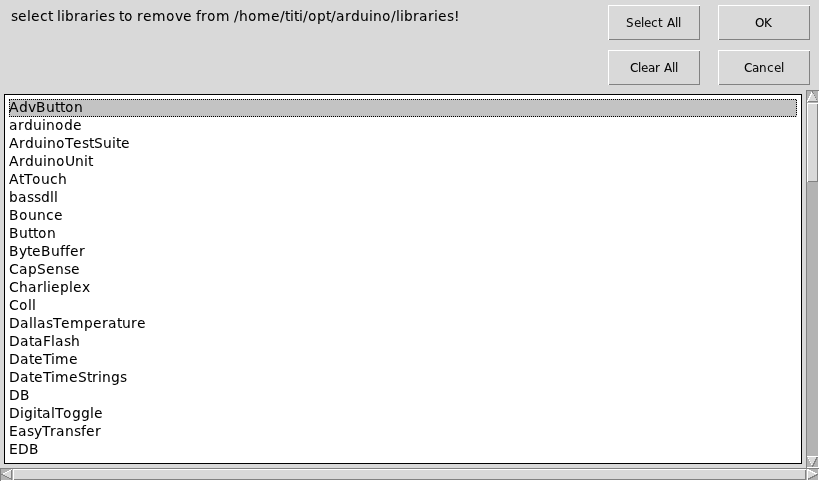 select libraries to remove from /home/titi/opt/arduino/libraries!
Select All
OK
Clear All
Cancel
AdvButton
arduinode
ArduinoTestSuite
ArduinoUnit
AtTouch
bassdll
Bounce
Button
ByteBuffer
CapSense
Charlieplex
Coll
DallasTemperature
DataFlash
DateTime
DateTimeStrings
DB
DigitalToggle
EasyTransfer
EDB